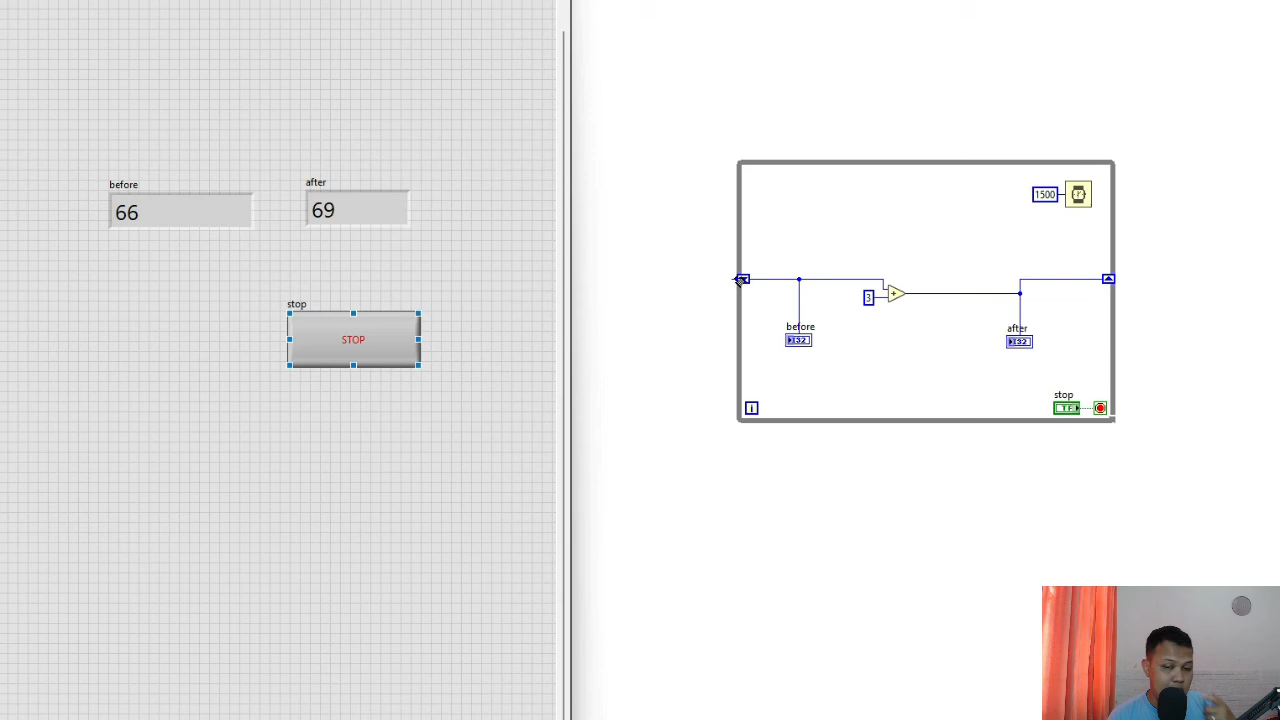 before
66
after
69
stop
STOP
1500
3
+
before
I32
after
I32
stop
TF
i